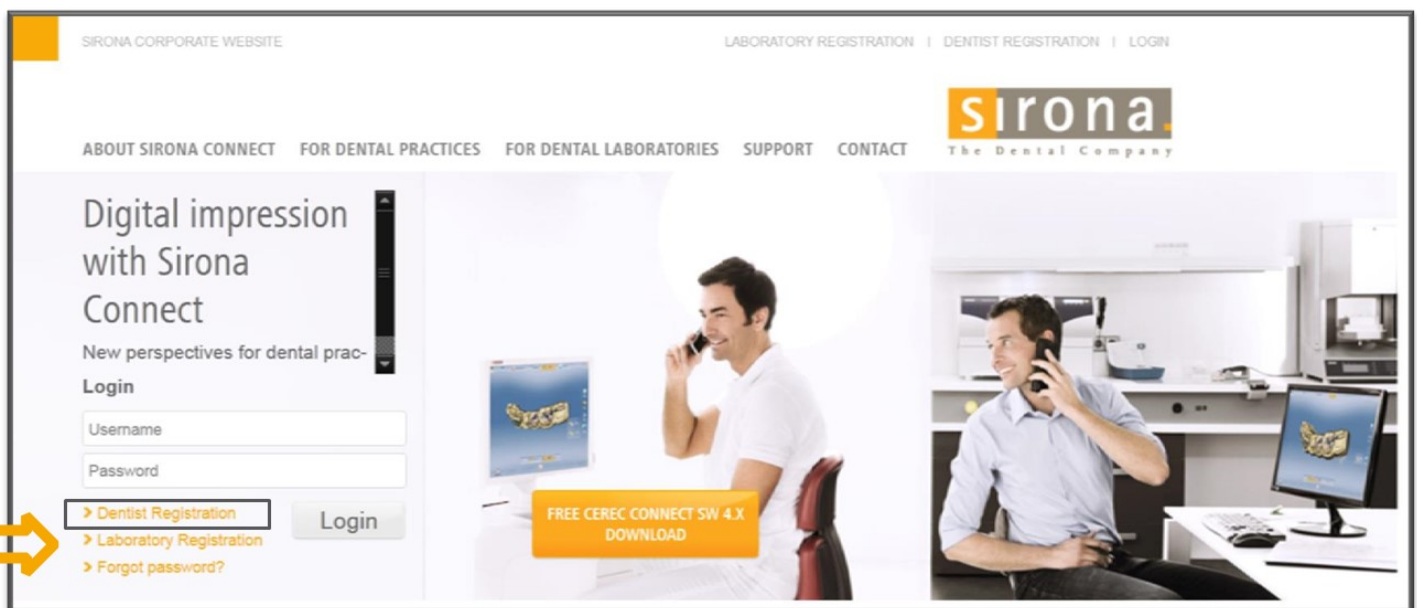 SIRONA CORPORATE WEBSITE
LABORATORY REGISTRATION | DENTIST REGISTRATION | LOGIN
sırona.
The Dental Company
ABOUT SIRONA CONNECT FOR DENTAL PRACTICES FOR DENTAL LABORATORIES SUPPORT CONTACT
Digital impression
with Sirona
Connect
New perspectives for dental prac-
Login
Username
Password
> Dentist Registration
Login
> Laboratory Registration
> Forgot password?
FREE CEREC CONNECT SW 4.X
DOWNLOAD